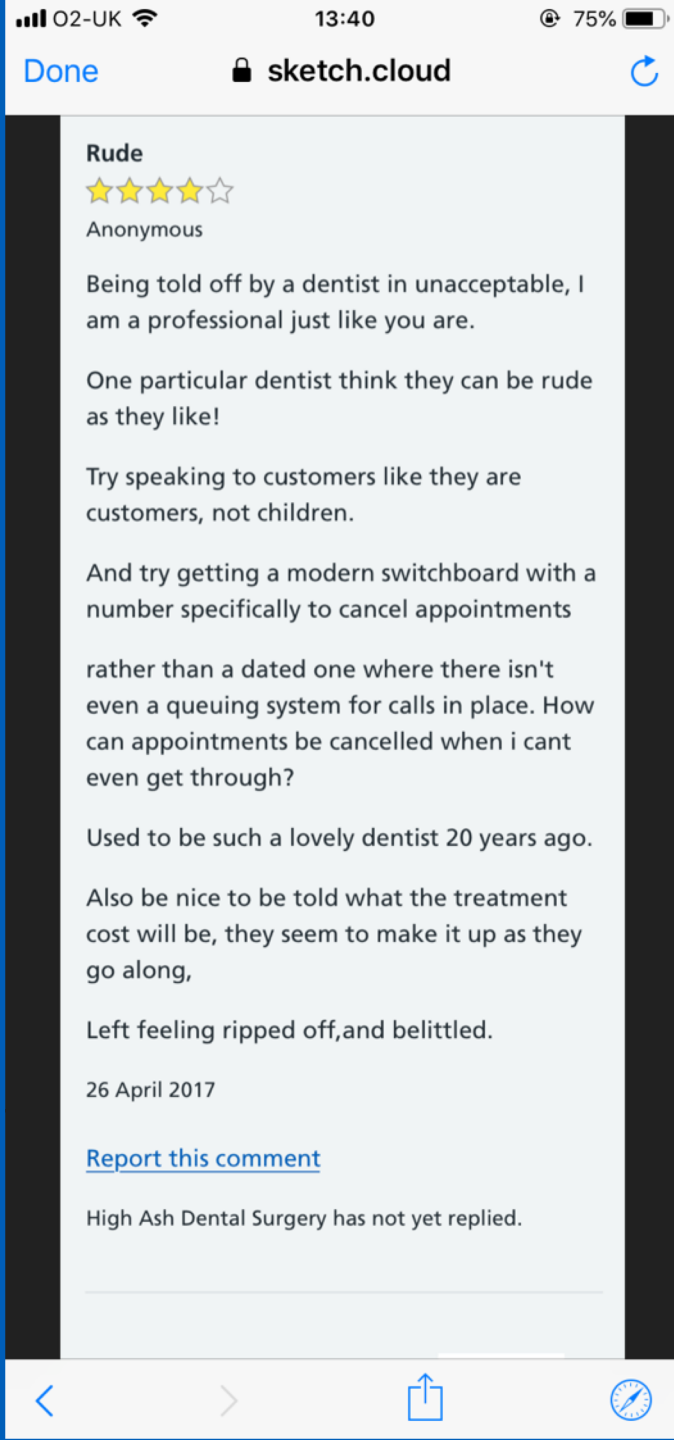 O2-UK 13:40 75%
Done sketch.cloud
Rude
Anonymous
Being told off by a dentist in unacceptable, I
am a professional just like you are.
One particular dentist think they can be rude
as they like!
Try speaking to customers like they are
customers, not children.
And try getting a modern switchboard with a
number specifically to cancel appointments
rather than a dated one where there isn't
even a queuing system for calls in place. How
can appointments be cancelled when i cant
even get through?
Used to be such a lovely dentist 20 years ago.
Also be nice to be told what the treatment
cost will be, they seem to make it up as they
go along,
Left feeling ripped off,and belittled.
26 April 2017
Report this comment
High Ash Dental Surgery has not yet replied.